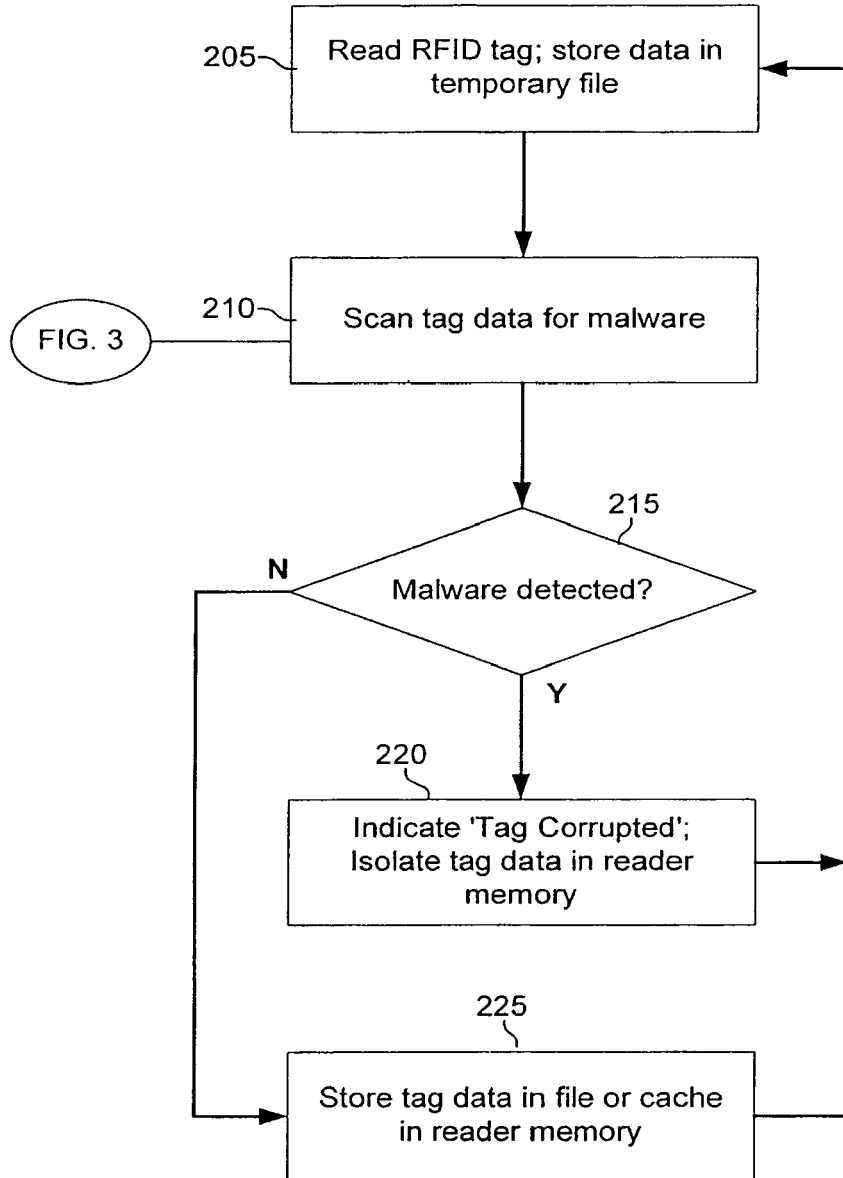 205
Read RFID tag; store data in
temporary file
210
Scan tag data for malware
FIG. 3
215
N
Malware detected?
Y
220
Indicate 'Tag Corrupted';
Isolate tag data in reader
memory
225
Store tag data in file or cache
in reader memory